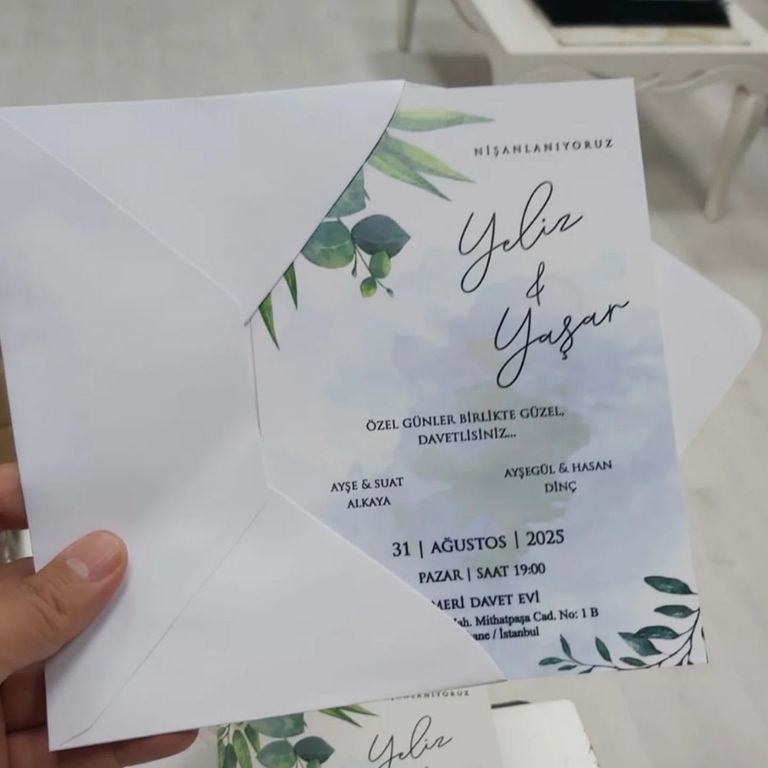 NİŞANLANIYORUZ
Yeliz
&
Yaşar
ÖZEL GÜNLER BİRLİKTE GÜZEL,
DAVETLİSİNİZ...
AYŞE & SUAT
ALKAYA
AYŞEGÜL & HASAN
DİNÇ
31 | AĞUSTOS | 2025
PAZAR | SAAT 19:00
DAVET EVİ
Mithatpaşa Cad. No: 1 B
/ İstanbul
Yeliz